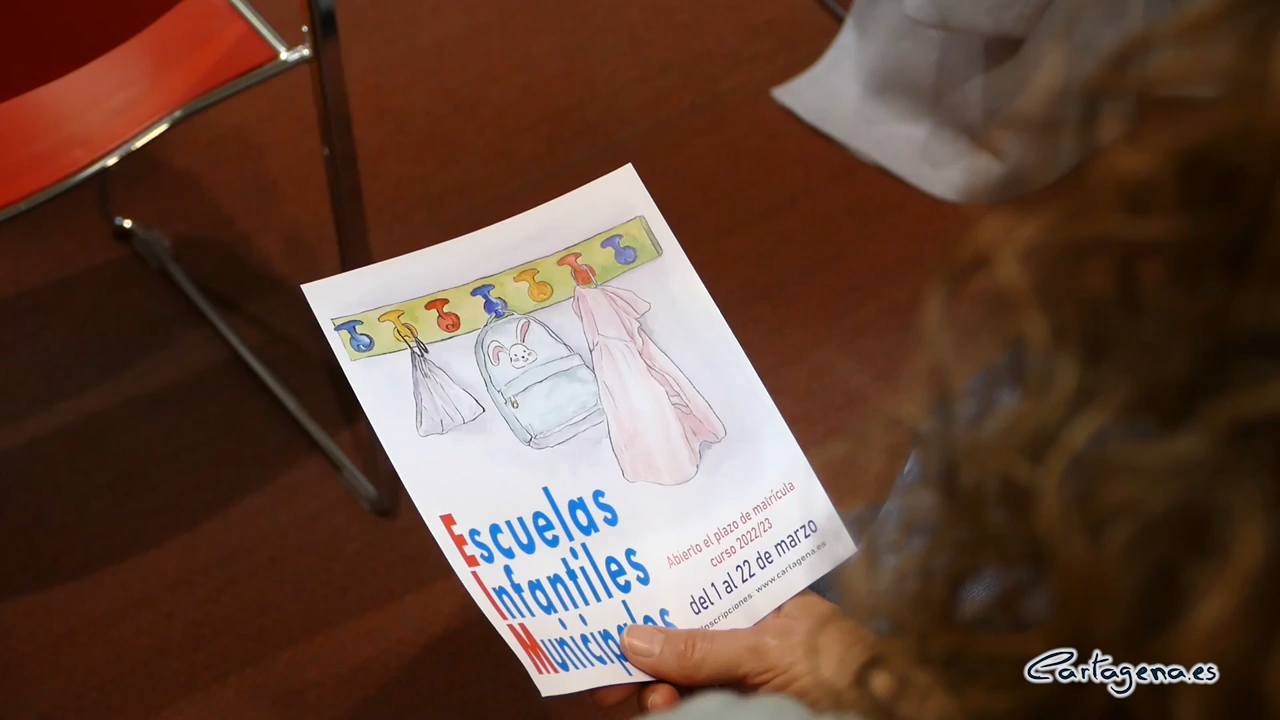 Escuelas
Infantiles
Municipales
Abierto el plazo de matrícula
curso 2022/23
del 1 al 22 de marzo
Inscripciones: www.cartagena.es
Cartagena.es